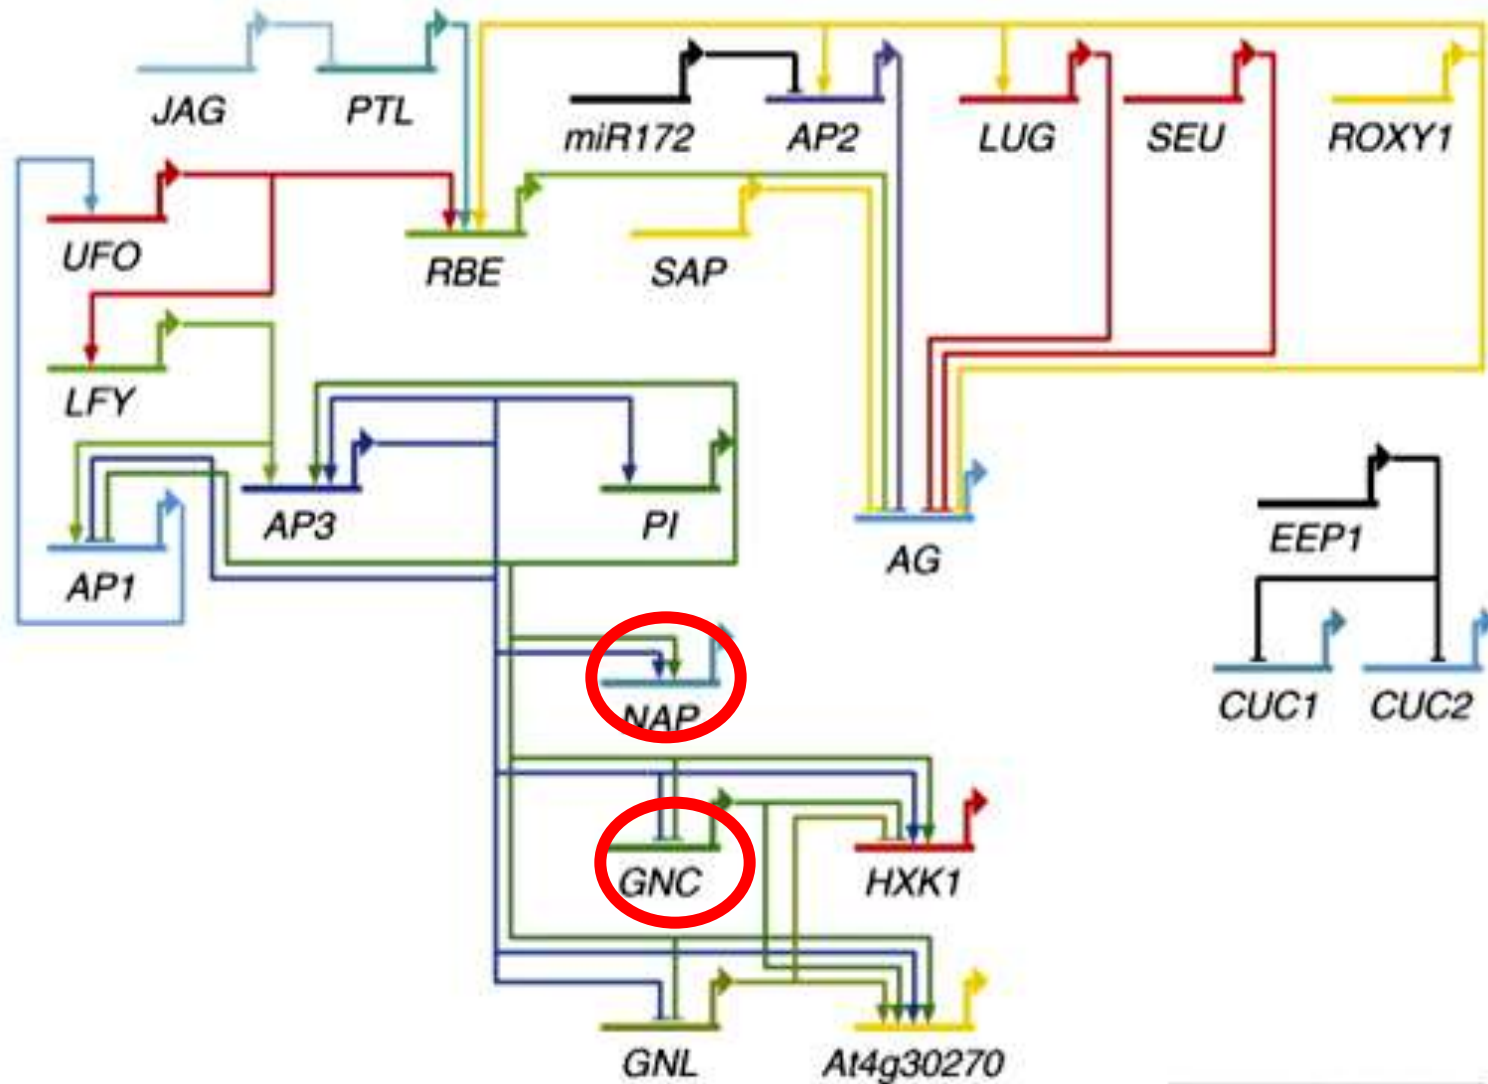 JAG PTL
miR172 AP2 LUG SEU ROXY1
UFO RBE SAP
LFY
AP3 PI
EEP1
AG
AP1
NAP
CUC1 CUC2
GNC HXK1
GNL At4g30270